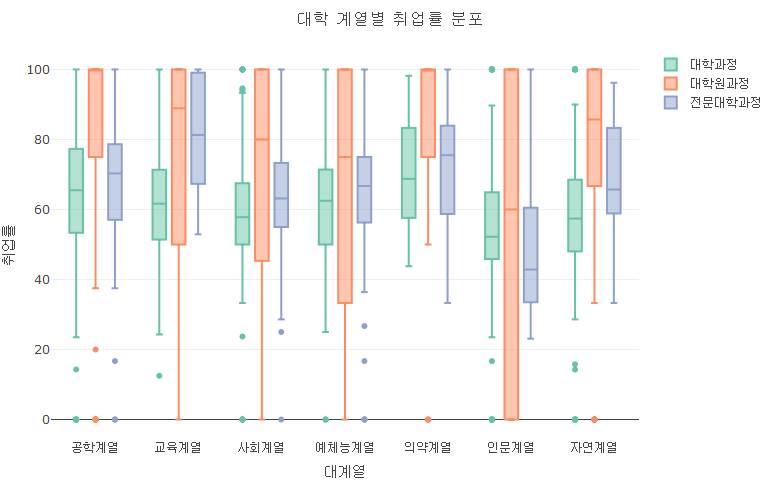 대학 계열별 취업률 분포
대학과정
대학원과정
전문대학과정
취업률
100
80
60
40
20
0
공학계열 교육계열 사회계열 예체능계열 의약계열 인문계열 자연계열
대계열